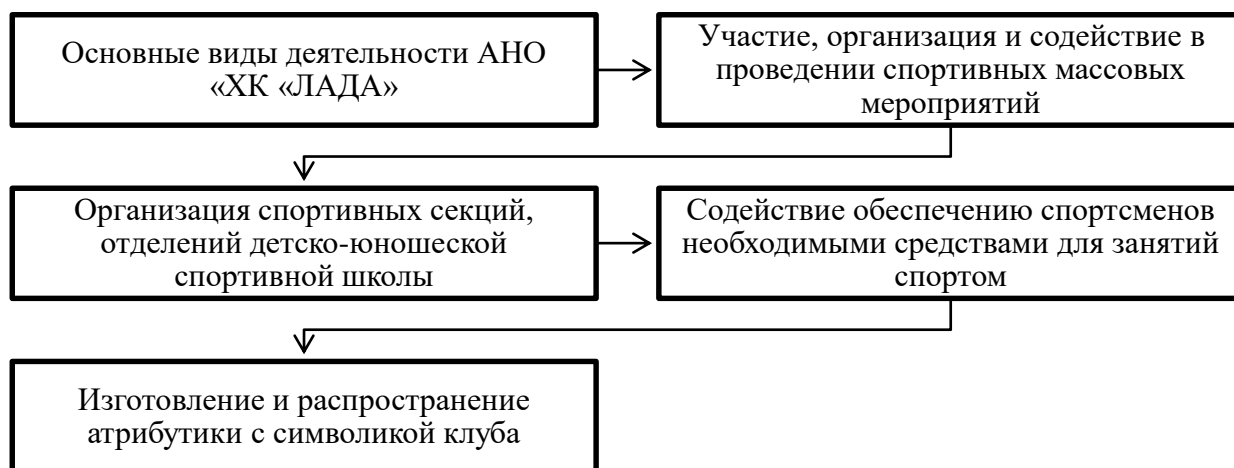 Основные виды деятельности АНО
«ХК «ЛАДА»
Участие, организация и содействие в
проведении спортивных массовых
мероприятий
Организация спортивных секций,
отделений детско-юношеской
спортивной школы
Содействие обеспечению спортсменов
необходимыми средствами для занятий
спортом
Изготовление и распространение
атрибутики с символикой клуба